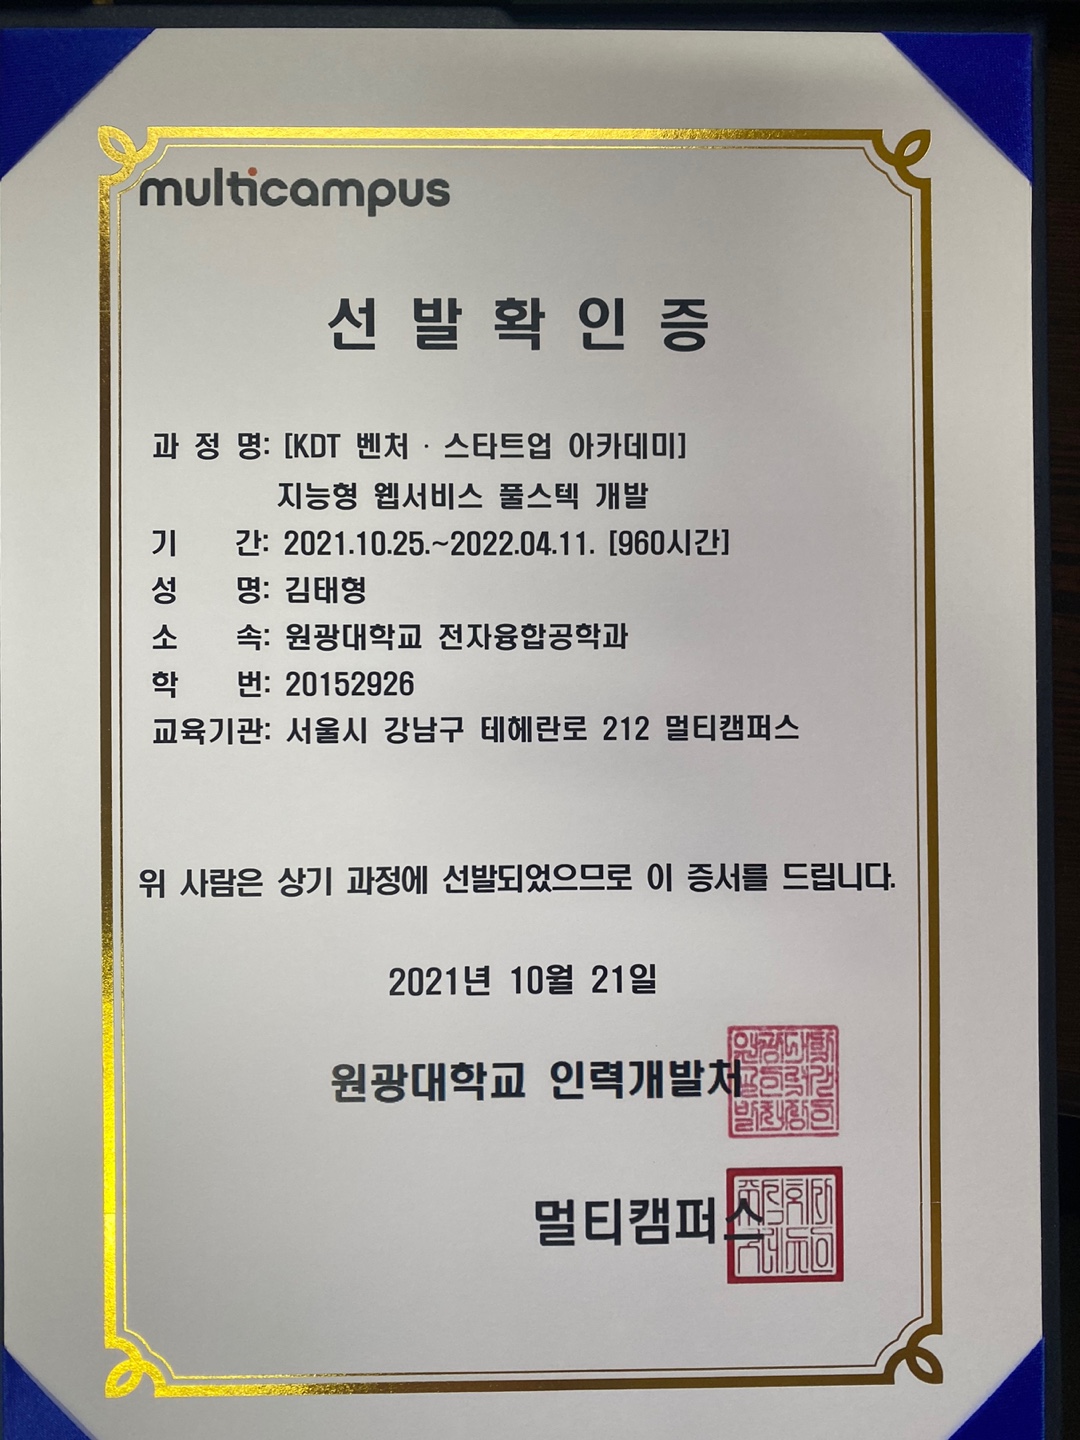 multicampus
선 발 확 인 증
과 정 명: [KDT 벤처 · 스타트업 아카데미]
지능형 웹서비스 풀스텍 개발
기 간: 2021.10.25.~2022.04.11. [960시간]
성 명: 김태형
소 속: 원광대학교 전자융합공학과
학 번: 20152926
교육기관: 서울시 강남구 테헤란로 212 멀티캠퍼스
위 사람은 상기 과정에 선발되었으므로 이 증서를 드립니다.
2021년 10월 21일
원광대학교 인력개발처
멀티캠퍼스